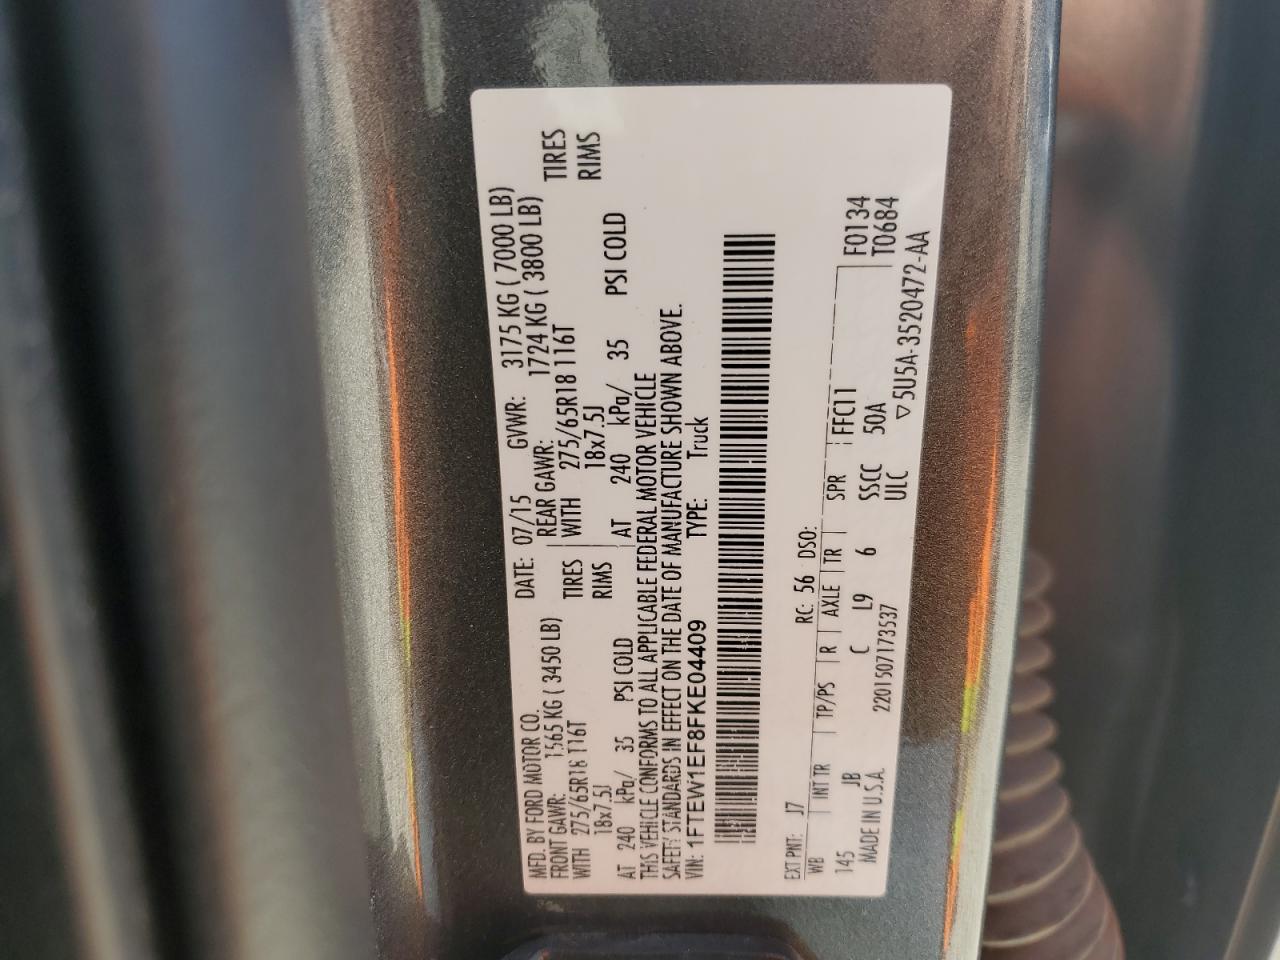 MFD. BY FORD MOTOR CO. DATE: 07/15 GVWR: 3175 KG ( 7000 LB)
FRONT GAWR: 1565 KG ( 3450 LB) REAR GAWR: 1724 KG ( 3800 LB)
WITH 275/65R18 116T TIRES WITH 275/65R18 116T TIRES
18x7.5J RIMS 18x7.5J RIMS
AT 240 kPa/ 35 PSI COLD AT 240 kPa/ 35 PSI COLD
THIS VEHICLE CONFORMS TO ALL APPLICABLE FEDERAL MOTOR VEHICLE
SAFETY STANDARDS IN EFFECT ON THE DATE OF MANUFACTURE SHOWN ABOVE.
VIN: 1FTEW1EF8FKE04409 TYPE: Truck
EXT PNT: J7 RC: 56 DSO:
WB INT TR TP/PS R AXLE TR SPR FFC11 F0134
145 JB C L9 6 SSCC 50A T0684
MADE IN U.S.A. 2201507173537 ULC ▽5U5A-3520472-AA